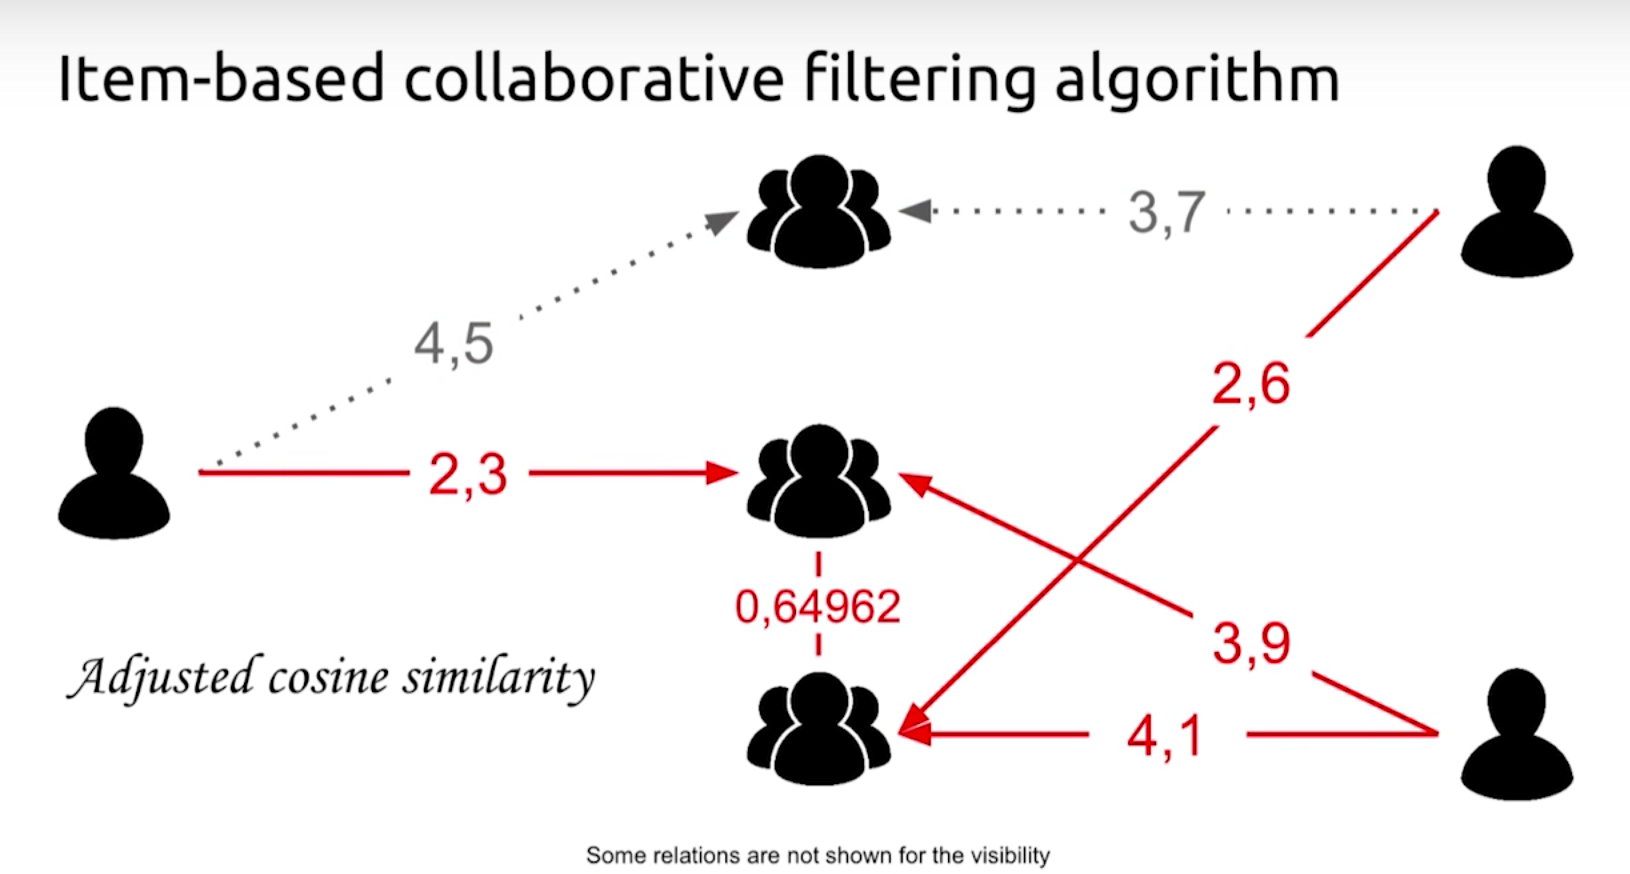 Item-based collaborative filtering algorithm
3,7
4,5
2,6
2,3
0,64962
3,9
Adjusted cosine similarity
4,1
Some relations are not shown for the visibility